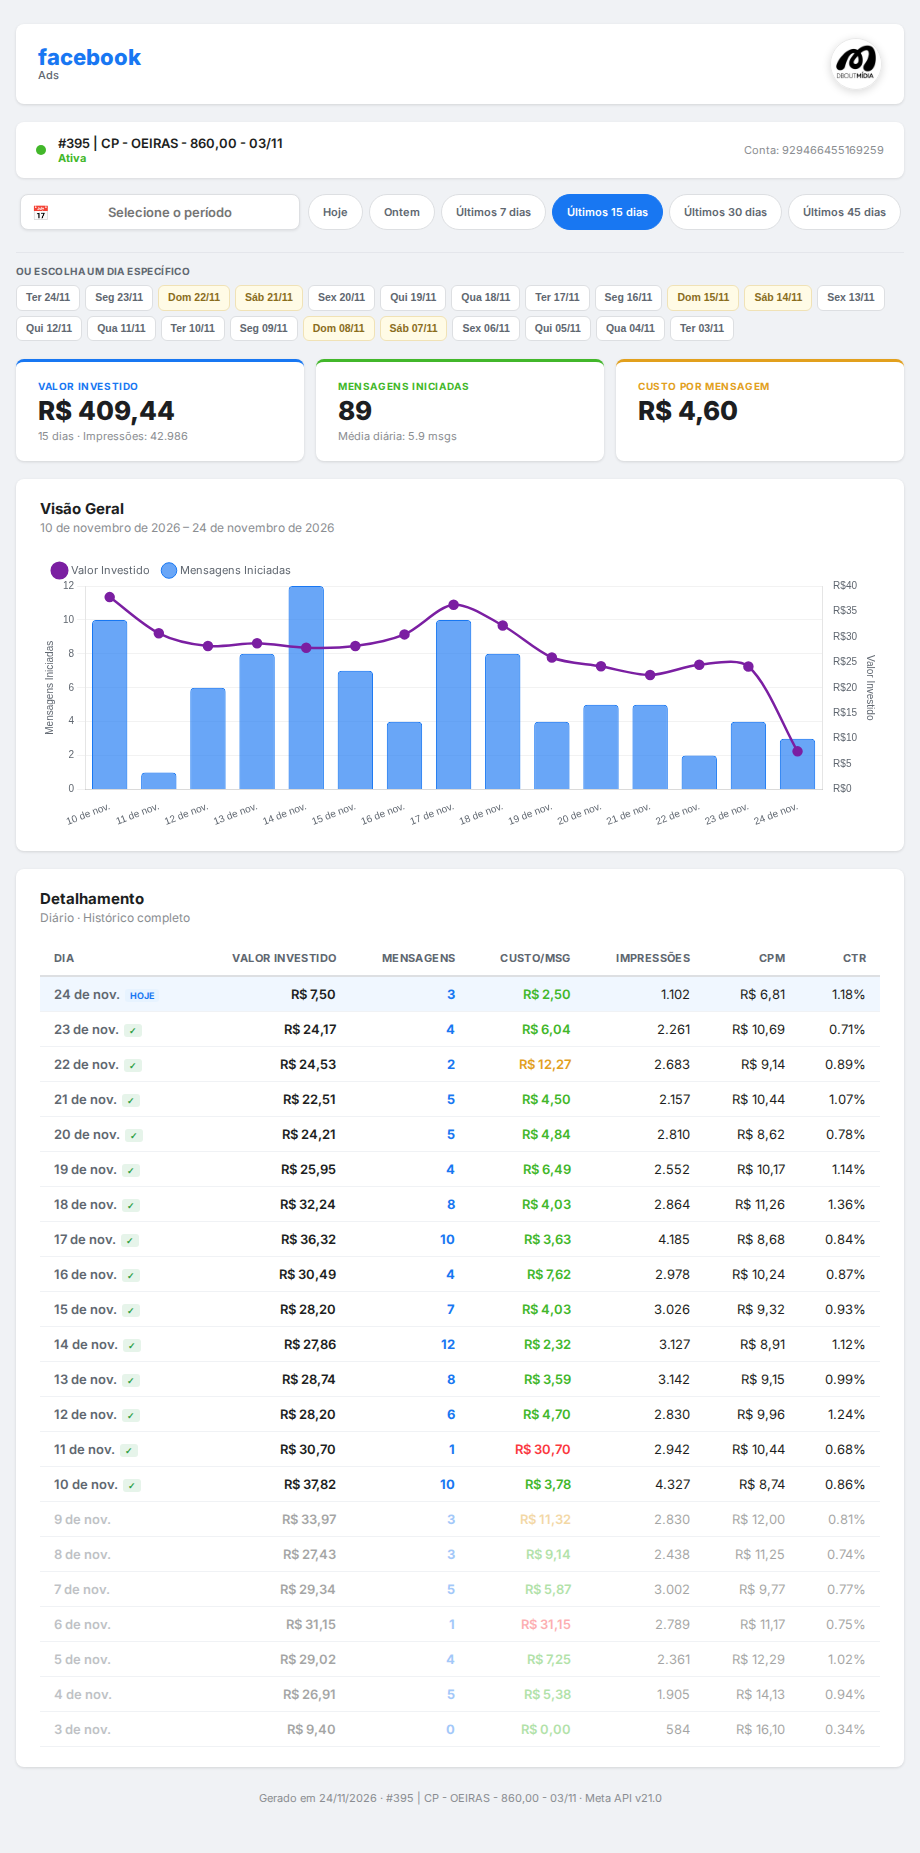 facebook
Ads
DBOUTMÍDIA
#395 | CP - OEIRAS - 860,00 - 03/11
Ativa
Conta: 929466455169259
Selecione o período
Hoje
Ontem
Últimos 7 dias
Últimos 15 dias
Últimos 30 dias
Últimos 45 dias
OU ESCOLHA UM DIA ESPECÍFICO
Ter 24/11 Seg 23/11 Dom 22/11 Sáb 21/11 Sex 20/11 Qui 19/11 Qua 18/11 Ter 17/11 Seg 16/11 Dom 15/11 Sáb 14/11 Sex 13/11
Qui 12/11 Qua 11/11 Ter 10/11 Seg 09/11 Dom 08/11 Sáb 07/11 Sex 06/11 Qui 05/11 Qua 04/11 Ter 03/11
VALOR INVESTIDO
R$ 409,44
15 dias · Impressões: 42.986
MENSAGENS INICIADAS
89
Média diária: 5.9 msgs
CUSTO POR MENSAGEM
R$ 4,60
Visão Geral
10 de novembro de 2026 – 24 de novembro de 2026
Valor Investido
Mensagens Iniciadas
12
10
8
6
4
2
0
Mensagens Iniciadas
R$40
R$35
R$30
R$25
R$20
R$15
R$10
R$5
R$0
Valor Investido
10 de nov. 11 de nov. 12 de nov. 13 de nov. 14 de nov. 15 de nov. 16 de nov. 17 de nov. 18 de nov. 19 de nov. 20 de nov. 21 de nov. 22 de nov. 23 de nov. 24 de nov.
Detalhamento
Diário · Histórico completo
DIA VALOR INVESTIDO MENSAGENS CUSTO/MSG IMPRESSÕES CPM CTR
24 de nov. HOJE R$ 7,50 3 R$ 2,50 1.102 R$ 6,81 1.18%
23 de nov. ✓ R$ 24,17 4 R$ 6,04 2.261 R$ 10,69 0.71%
22 de nov. ✓ R$ 24,53 2 R$ 12,27 2.683 R$ 9,14 0.89%
21 de nov. ✓ R$ 22,51 5 R$ 4,50 2.157 R$ 10,44 1.07%
20 de nov. ✓ R$ 24,21 5 R$ 4,84 2.810 R$ 8,62 0.78%
19 de nov. ✓ R$ 25,95 4 R$ 6,49 2.552 R$ 10,17 1.14%
18 de nov. ✓ R$ 32,24 8 R$ 4,03 2.864 R$ 11,26 1.36%
17 de nov. ✓ R$ 36,32 10 R$ 3,63 4.185 R$ 8,68 0.84%
16 de nov. ✓ R$ 30,49 4 R$ 7,62 2.978 R$ 10,24 0.87%
15 de nov. ✓ R$ 28,20 7 R$ 4,03 3.026 R$ 9,32 0.93%
14 de nov. ✓ R$ 27,86 12 R$ 2,32 3.127 R$ 8,91 1.12%
13 de nov. ✓ R$ 28,74 8 R$ 3,59 3.142 R$ 9,15 0.99%
12 de nov. ✓ R$ 28,20 6 R$ 4,70 2.830 R$ 9,96 1.24%
11 de nov. ✓ R$ 30,70 1 R$ 30,70 2.942 R$ 10,44 0.68%
10 de nov. ✓ R$ 37,82 10 R$ 3,78 4.327 R$ 8,74 0.86%
9 de nov. R$ 33,97 3 R$ 11,32 2.830 R$ 12,00 0.81%
8 de nov. R$ 27,43 3 R$ 9,14 2.438 R$ 11,25 0.74%
7 de nov. R$ 29,34 5 R$ 5,87 3.002 R$ 9,77 0.77%
6 de nov. R$ 31,15 1 R$ 31,15 2.789 R$ 11,17 0.75%
5 de nov. R$ 29,02 4 R$ 7,25 2.361 R$ 12,29 1.02%
4 de nov. R$ 26,91 5 R$ 5,38 1.905 R$ 14,13 0.94%
3 de nov. R$ 9,40 0 R$ 0,00 584 R$ 16,10 0.34%
Gerado em 24/11/2026 · #395 | CP - OEIRAS - 860,00 - 03/11 · Meta API v21.0